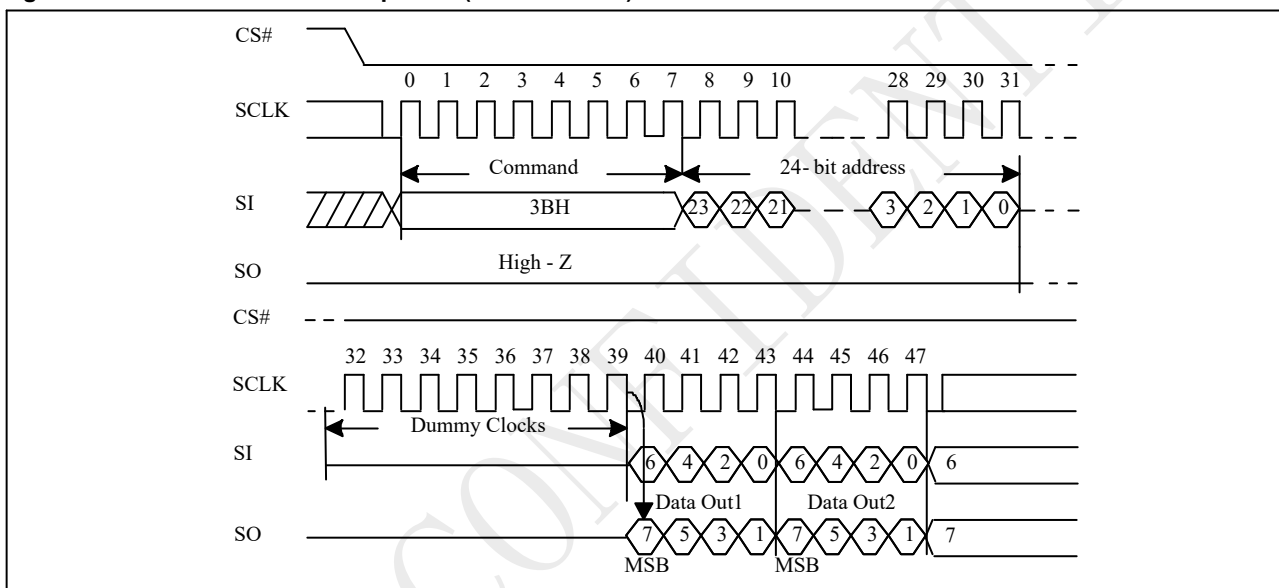 CS#
0 1 2 3 4 5 6 7 8 9 10 28 29 30 31
SCLK
Command 24- bit address
SI 3BH 23 22 21 3 2 1 0
SO High - Z
CS#
32 33 34 35 36 37 38 39 40 41 42 43 44 45 46 47
SCLK
Dummy Clocks
SI 6 4 2 0 6 4 2 0 6
Data Out1 Data Out2
SO 7 5 3 1 7 5 3 1 7
MSB MSB